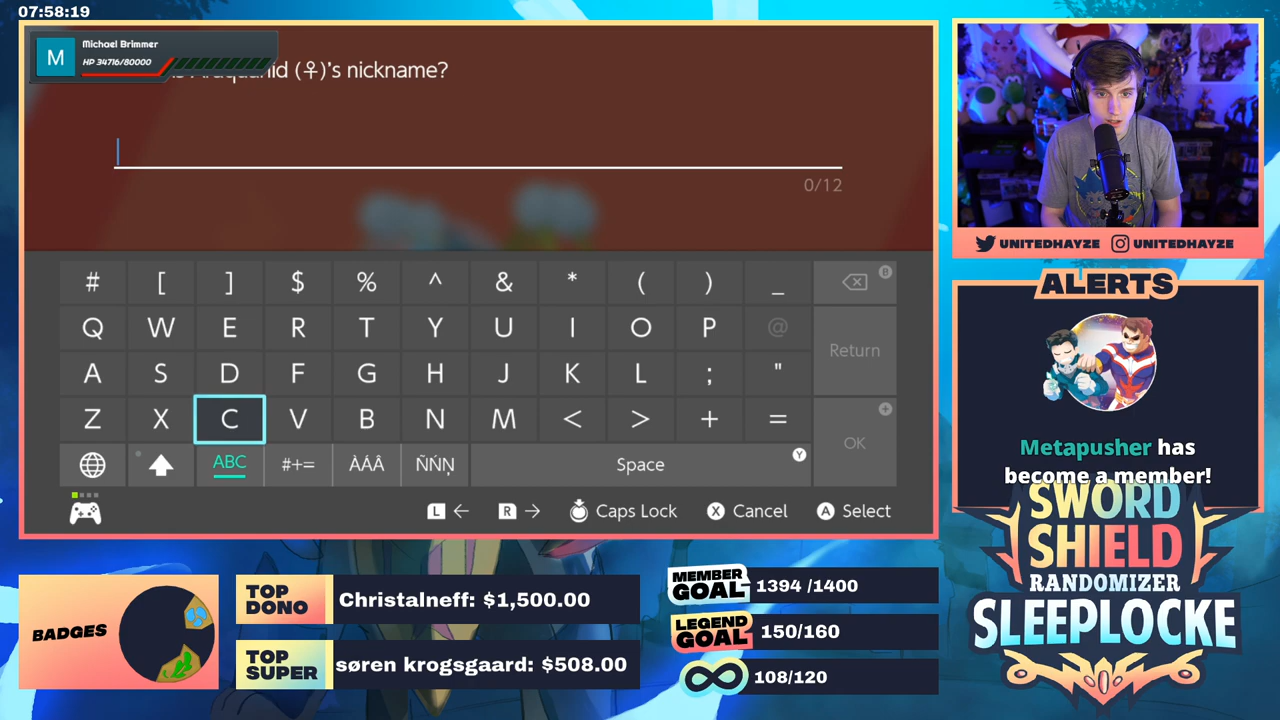 07:58:19
M
Michael Brimmer
HP 34716/80000
(♀)'s nickname?
0/12
# [ ] $ % ^ & * ( ) _
Q W E R T Y U I O P @
Return
A S D F G H J K L ; "
Z X C V B N M < > + =
OK
ABC #+= ÁÄÂ ÑŃŅ Space Y
L ← R → Caps Lock X Cancel A Select
UNITEDHAYZE UNITEDHAYZE
ALERTS
Metapusher has
become a member!
SWORD
SHIELD
RANDOMIZER
SLEEPLOCKE
BADGES
TOP
DONO
Christalneff: $1,500.00
TOP
SUPER
søren krogsgaard: $508.00
MEMBER
GOAL
1394 /1400
LEGEND
GOAL
150/160
108/120